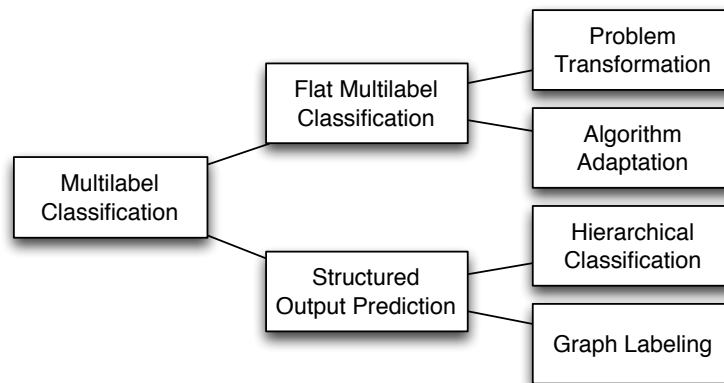 Multilabel
Classification
Flat Multilabel
Classification
Structured
Output Prediction
Problem
Transformation
Algorithm
Adaptation
Hierarchical
Classification
Graph Labeling